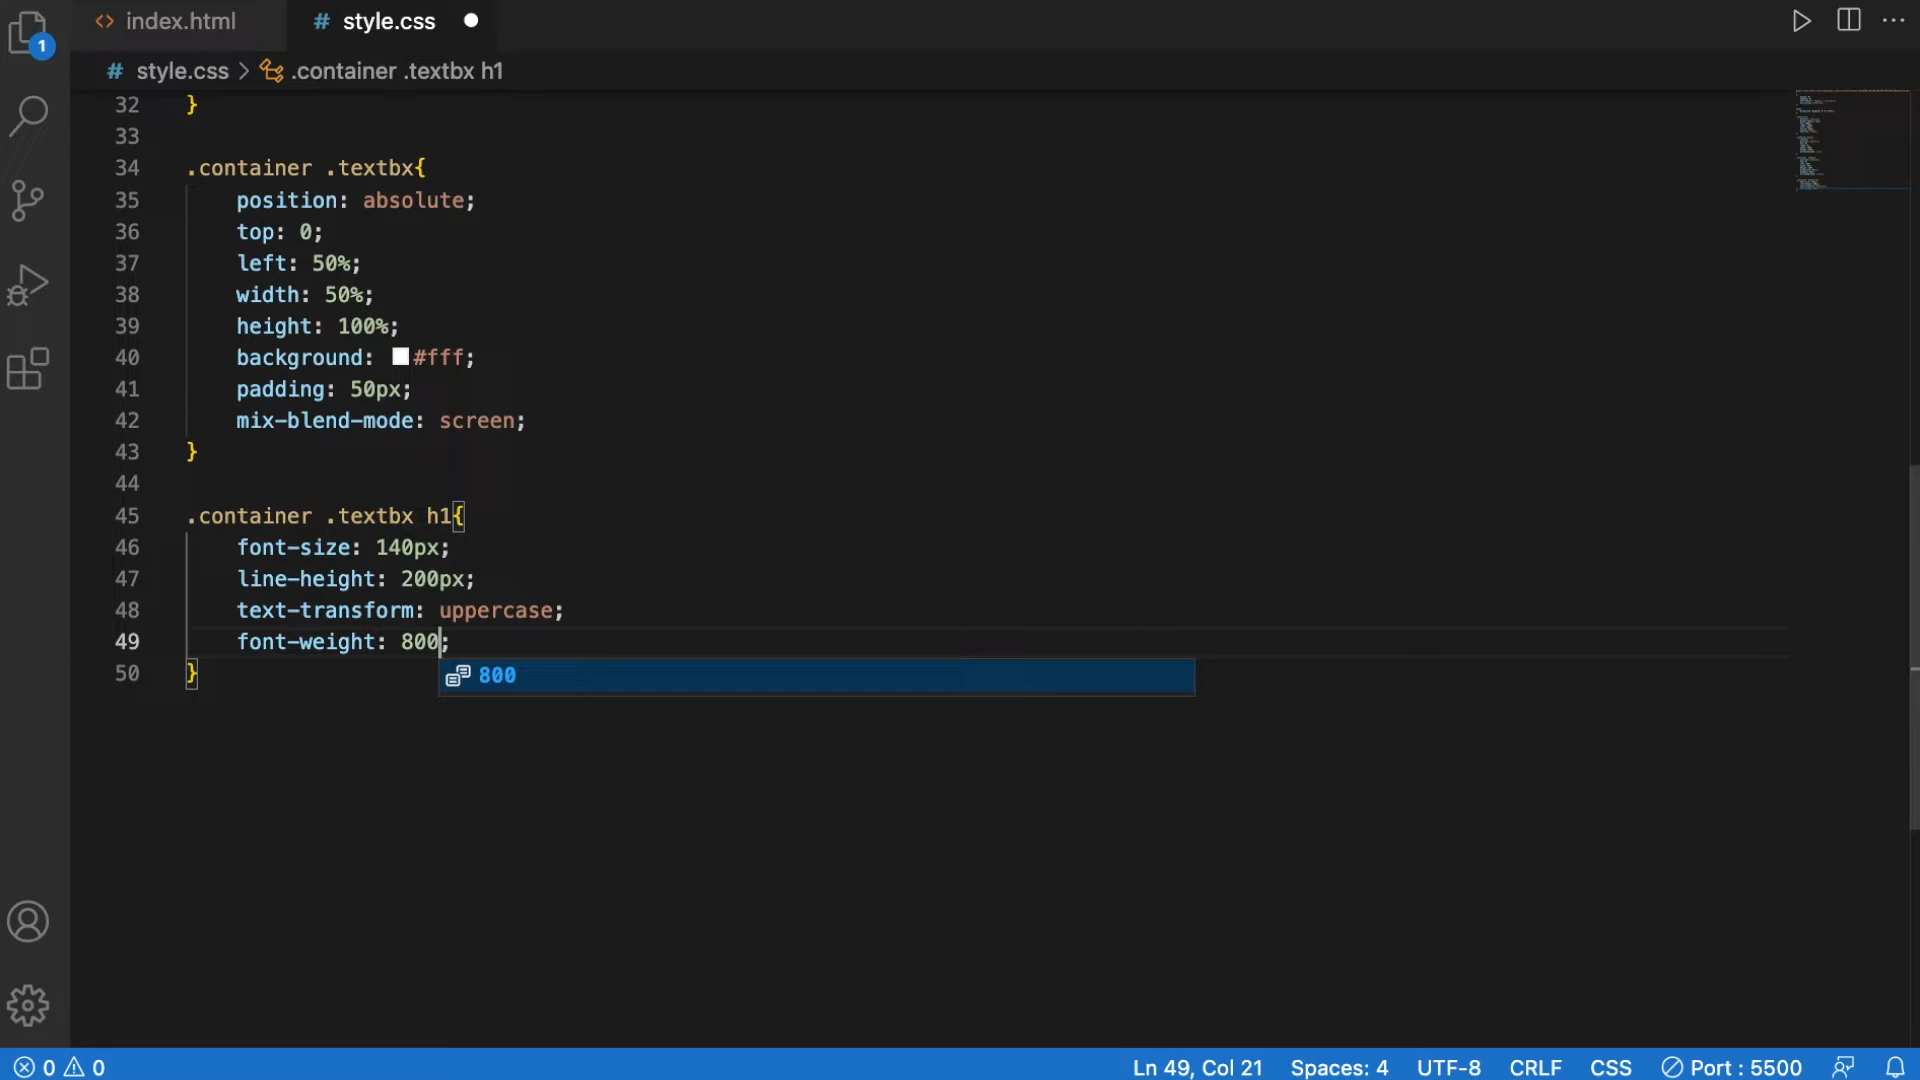 1
<> index.html # style.css
# style.css > .container .textbx h1
32 }
33
34 .container .textbx{
35 position: absolute;
36 top: 0;
37 left: 50%;
38 width: 50%;
39 height: 100%;
40 background: #fff;
41 padding: 50px;
42 mix-blend-mode: screen;
43 }
44
45 .container .textbx h1{
46 font-size: 140px;
47 line-height: 200px;
48 text-transform: uppercase;
49 font-weight: 800;
50 }
800
0 0 Ln 49, Col 21 Spaces: 4 UTF-8 CRLF CSS Port : 5500